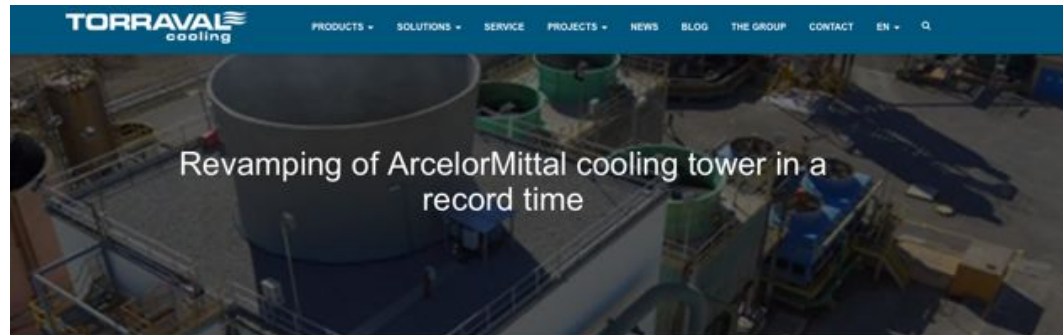 TORRAVAL
cooling
PRODUCTS SOLUTIONS SERVICE PROJECTS NEWS BLOG THE GROUP CONTACT EN
Revamping of ArcelorMittal cooling tower in a
record time